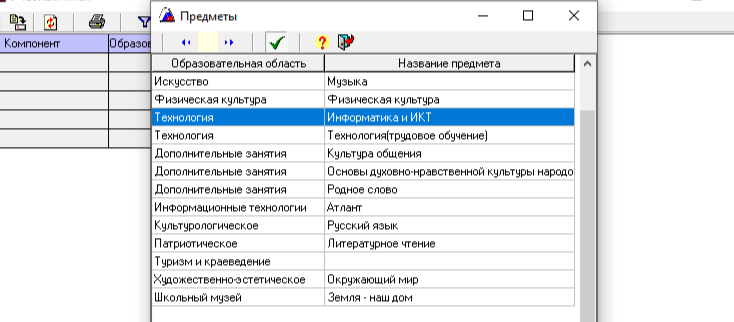 Предметы
Компонент
Образовательная область Название предмета
Искусство Музыка
Физическая культура Физическая культура
Технология Информатика и ИКТ
Технология Технология(трудовое обучение)
Дополнительные занятия Культура общения
Дополнительные занятия Основы духовно-нравственной культуры народо
Дополнительные занятия Родное слово
Информационные технологии Атлант
Культурологическое Русский язык
Патриотическое Литературное чтение
Туризм и краеведение
Художественно-эстетическое Окружающий мир
Школьный музей Земля - наш дом